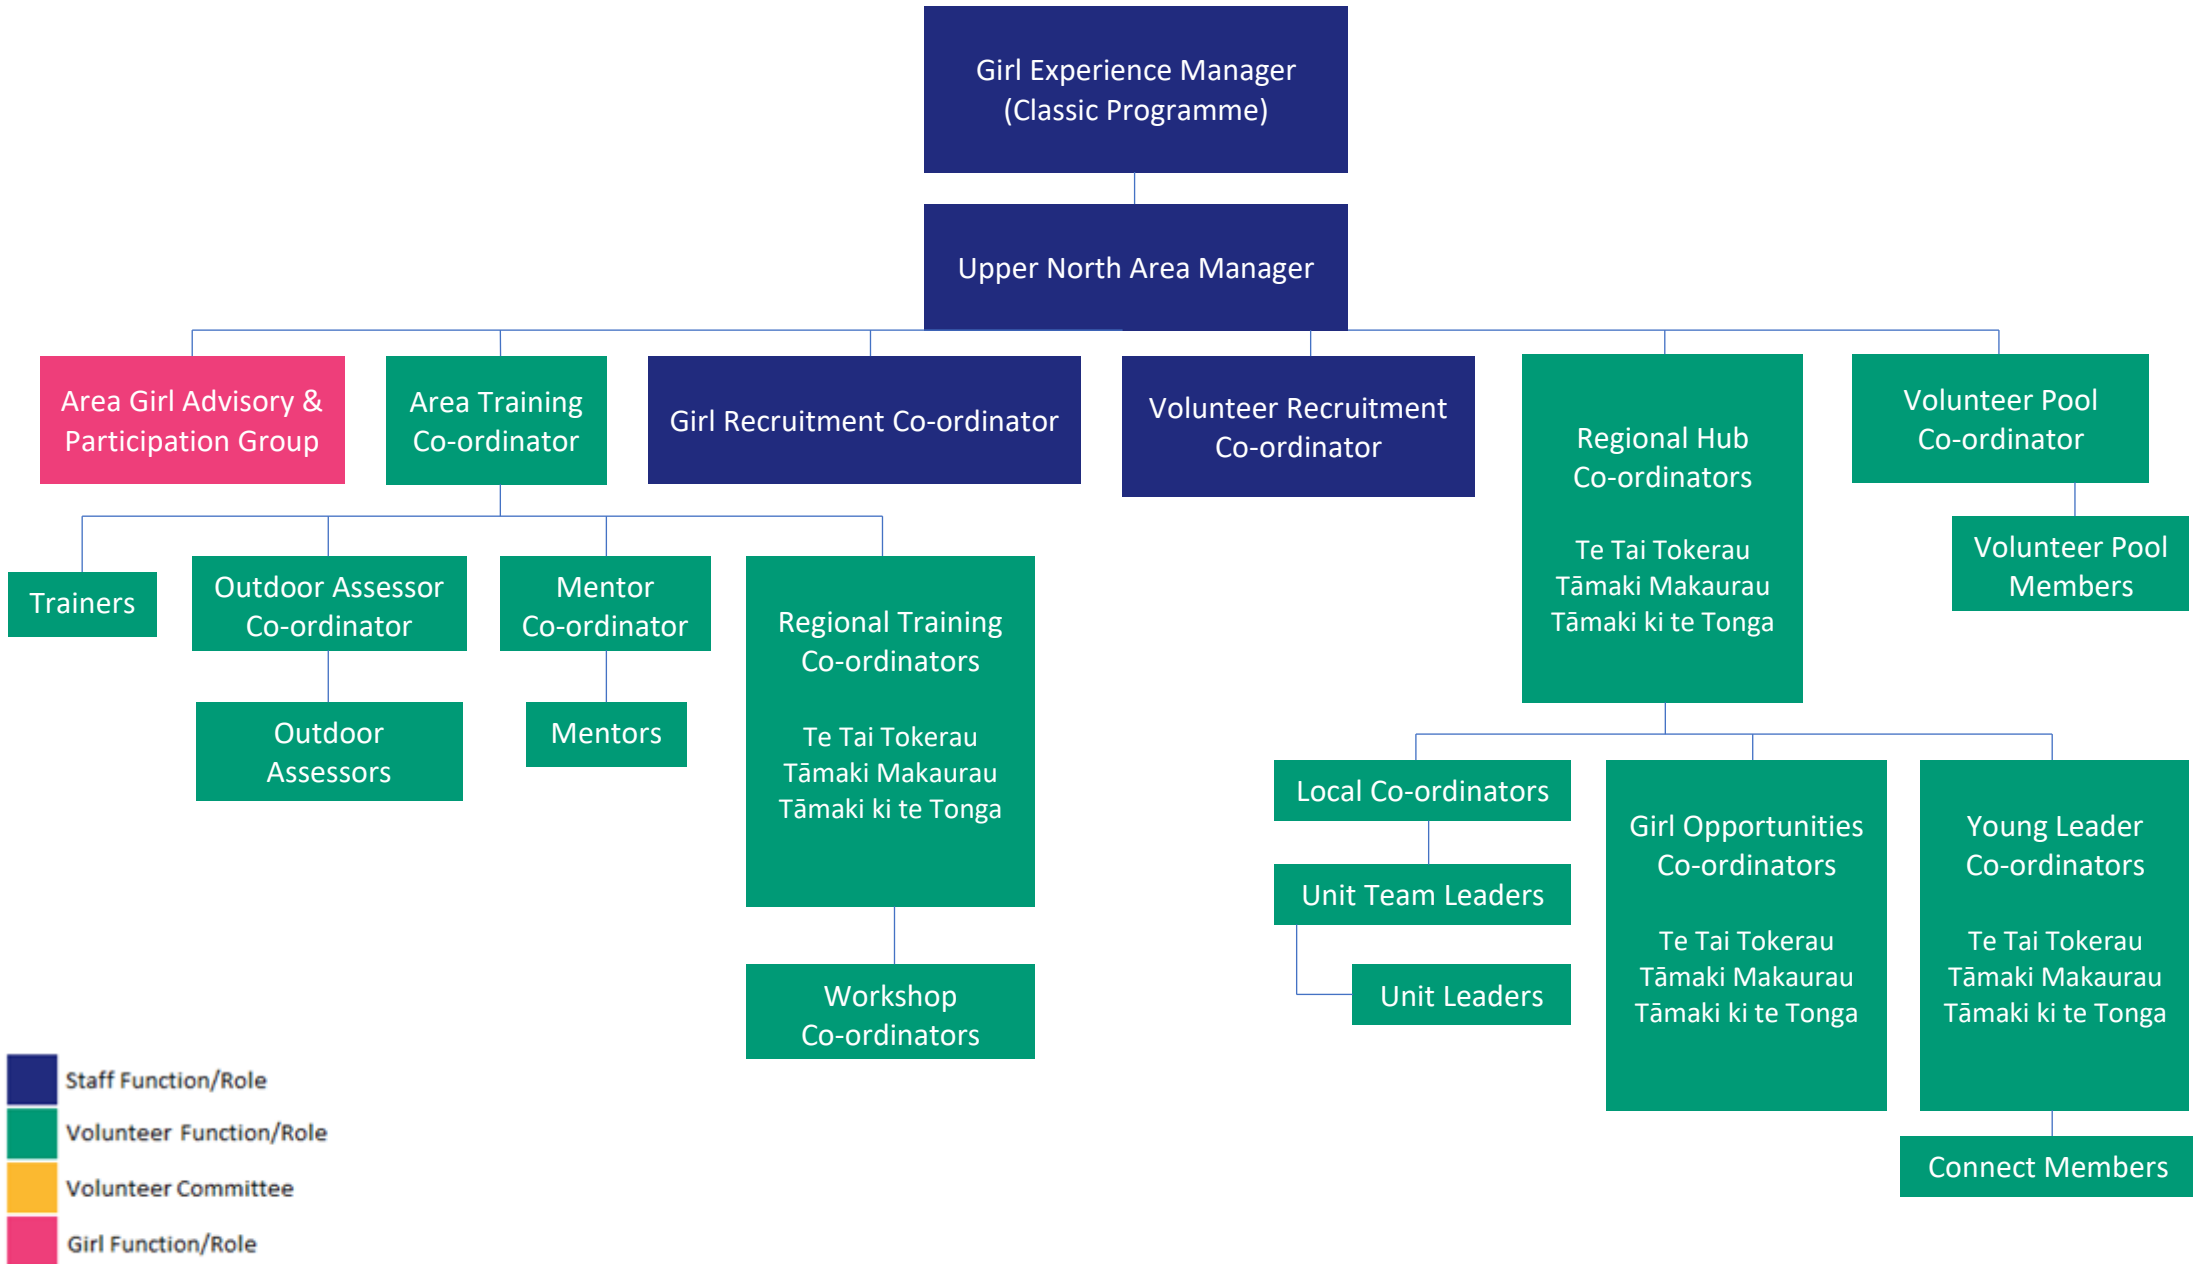 Girl Experience Manager
(Classic Programme)
Upper North Area Manager
Area Girl Advisory &
Participation Group
Area Training
Co-ordinator
Girl Recruitment Co-ordinator
Volunteer Recruitment
Co-ordinator
Regional Hub
Co-ordinators
Te Tai Tokerau
Tāmaki Makaurau
Tāmaki ki te Tonga
Volunteer Pool
Co-ordinator
Volunteer Pool
Members
Trainers
Outdoor Assessor
Co-ordinator
Mentor
Co-ordinator
Regional Training
Co-ordinators
Te Tai Tokerau
Tāmaki Makaurau
Tāmaki ki te Tonga
Outdoor
Assessors
Mentors
Workshop
Co-ordinators
Local Co-ordinators
Unit Team Leaders
Unit Leaders
Girl Opportunities
Co-ordinators
Te Tai Tokerau
Tāmaki Makaurau
Tāmaki ki te Tonga
Young Leader
Co-ordinators
Te Tai Tokerau
Tāmaki Makaurau
Tāmaki ki te Tonga
Connect Members
Staff Function/Role
Volunteer Function/Role
Volunteer Committee
Girl Function/Role